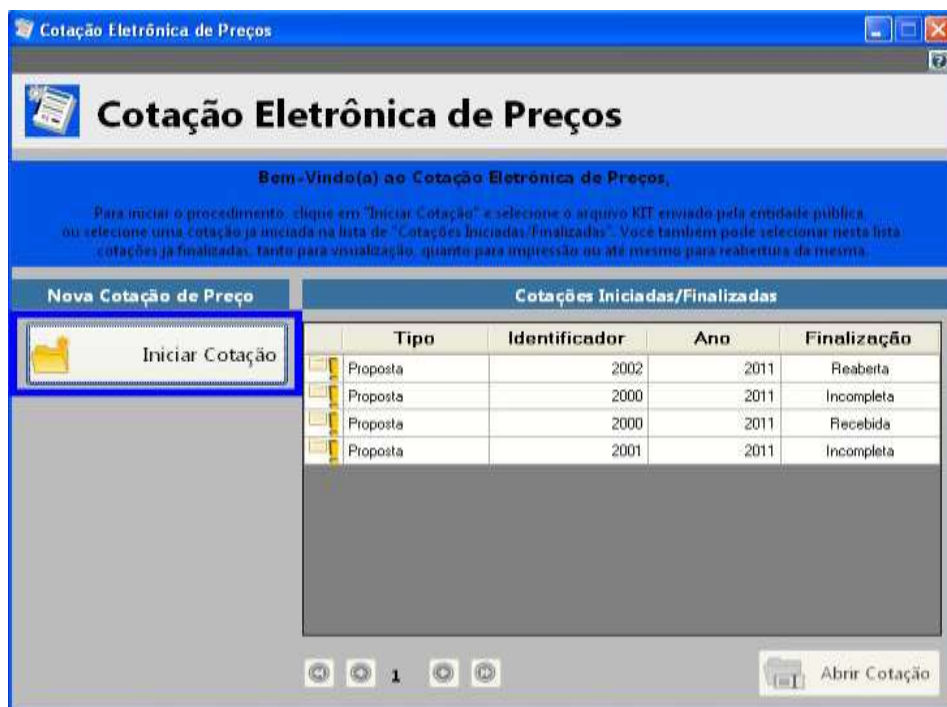 Cotação Eletrônica de Preços
Cotação Eletrônica de Preços
Bem-Vindo(a) ao Cotação Eletrônica de Preços,
Para iniciar o procedimento, clique em "Iniciar Cotação" e selecione o arquivo KIT enviado pela entidade pública,
ou selecione uma cotação já iniciada na lista de "Cotações Iniciadas/Finalizadas". Você também pode selecionar nesta lista
cotações já finalizadas, tanto para visualização, quanto para impressão ou até mesmo para reabertura da mesma.
Nova Cotação de Preço
Cotações Iniciadas/Finalizadas
Iniciar Cotação
Tipo Identificador Ano Finalização
Proposta 2002 2011 Reaberta
Proposta 2000 2011 Incompleta
Proposta 2000 2011 Recebida
Proposta 2001 2011 Incompleta
1
Abrir Cotação